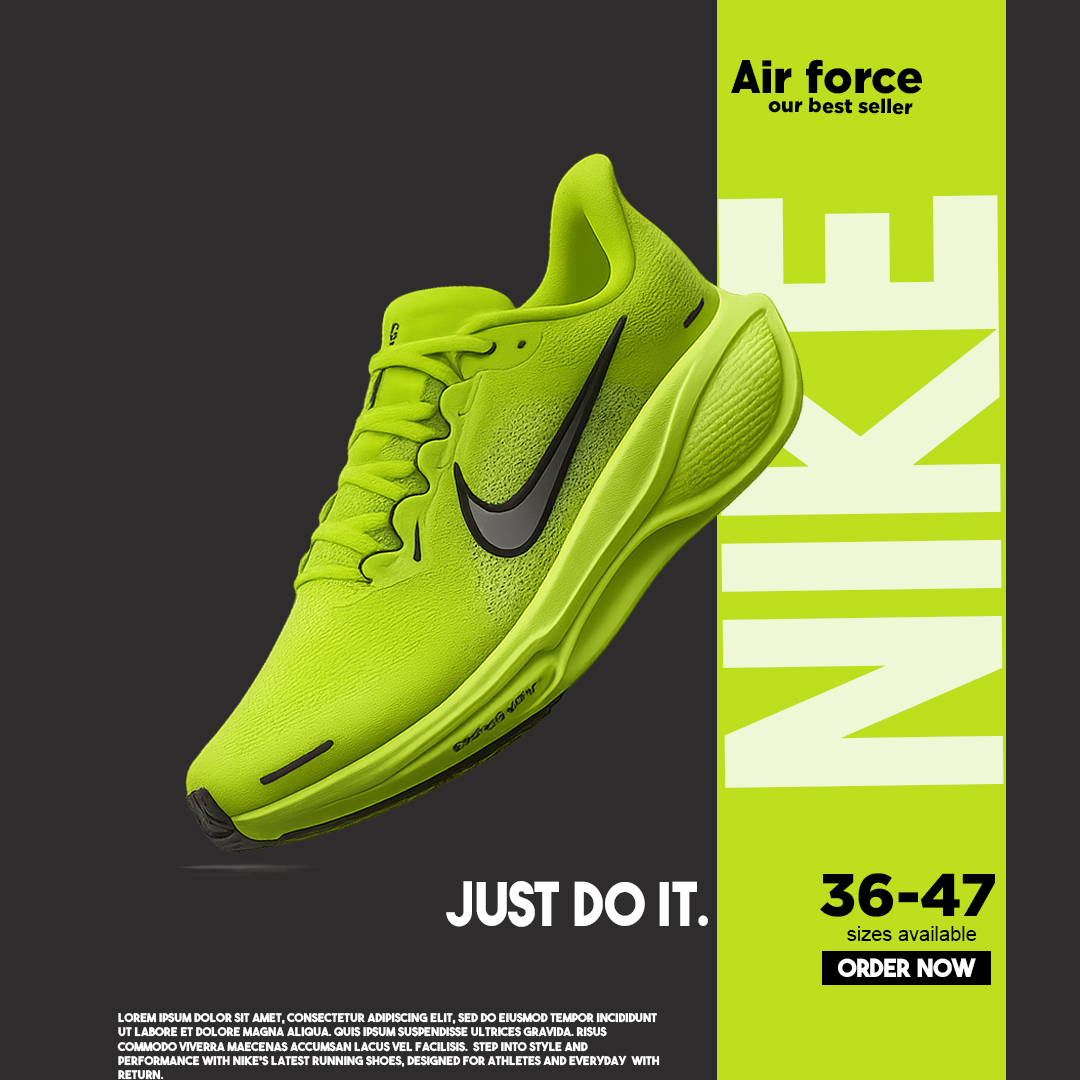 Air force
our best seller
NIKE
JUST DO IT.
36-47
sizes available
ORDER NOW
LOREM IPSUM DOLOR SIT AMET, CONSECTETUR ADIPISCING ELIT, SED DO EIUSMOD TEMPOR INCIDIDUNT
UT LABORE ET DOLORE MAGNA ALIQUA. QUIS IPSUM SUSPENDISSE ULTRICES GRAVIDA. RISUS
COMMODO VIVERRA MAECENAS ACCUMSAN LACUS VEL FACILISIS. STEP INTO STYLE AND
PERFORMANCE WITH NIKE'S LATEST RUNNING SHOES, DESIGNED FOR ATHLETES AND EVERYDAY WITH
RETURN.